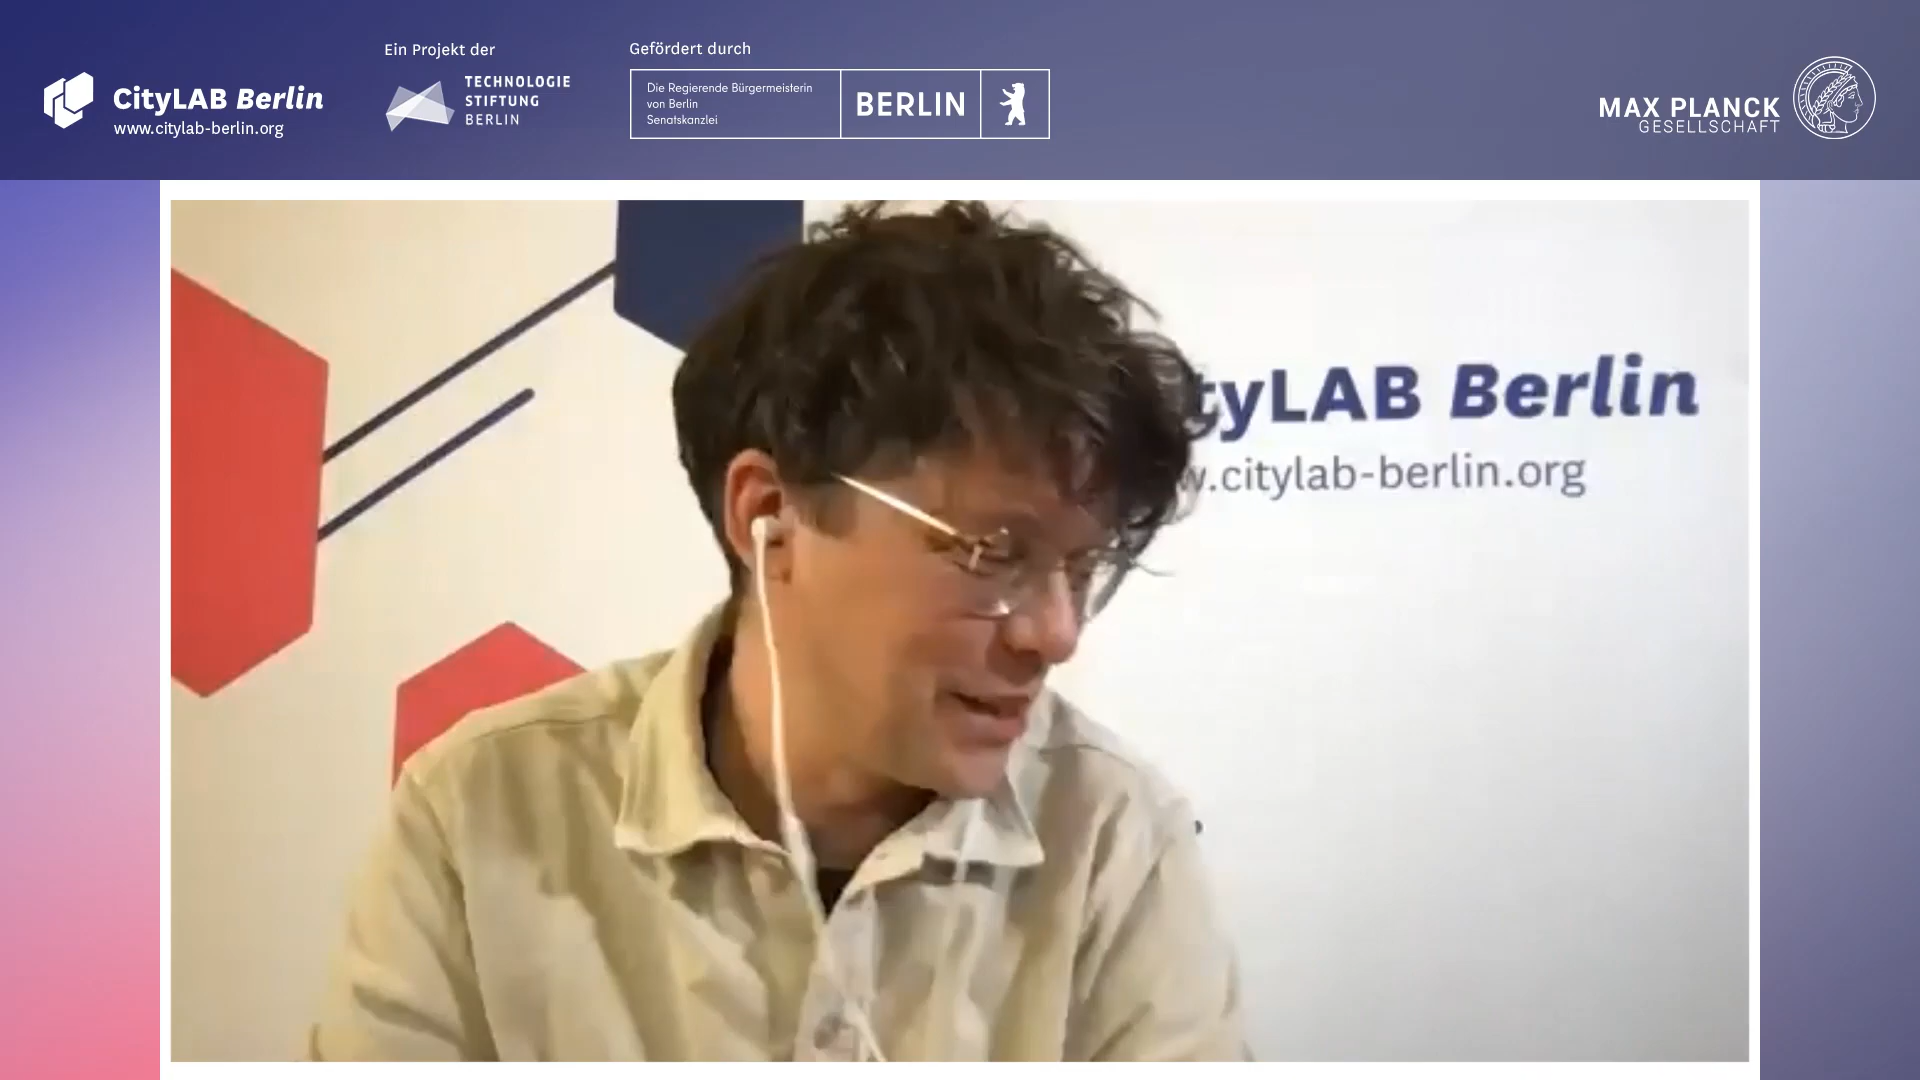 Ein Projekt der
Gefördert durch
CityLAB Berlin
www.citylab-berlin.org
TECHNOLOGIE
STIFTUNG
BERLIN
Die Regierende Bürgermeisterin
von Berlin
Senatskanzlei
BERLIN
MAX PLANCK
GESELLSCHAFT
tyLAB Berlin
w.citylab-berlin.org